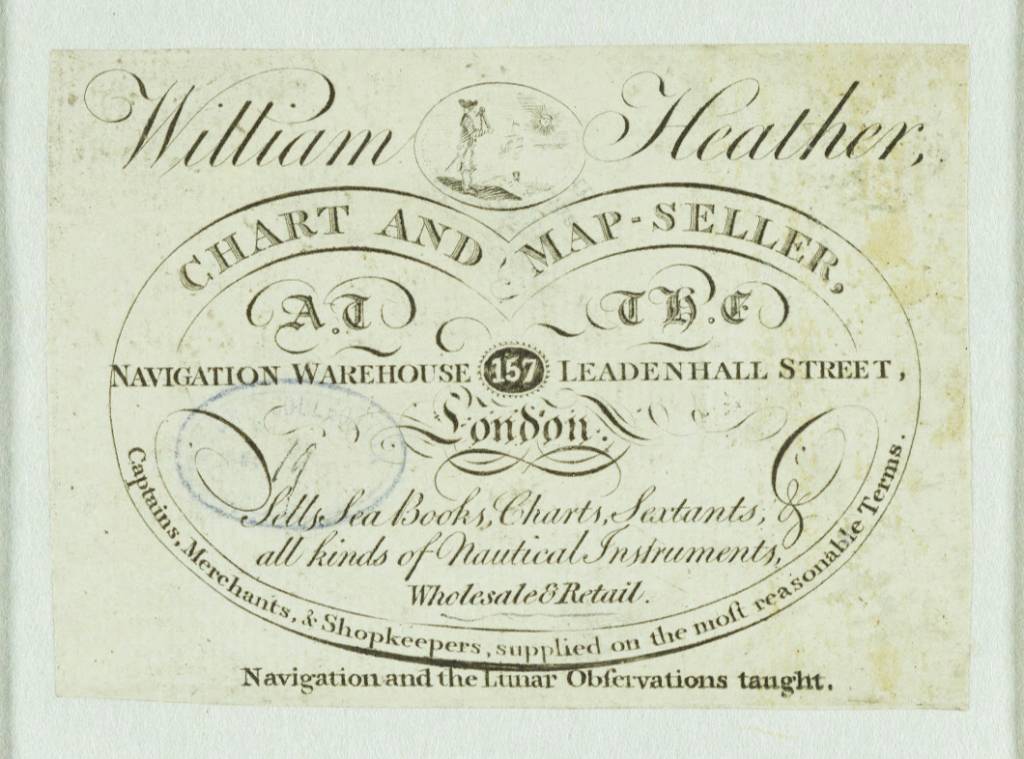 William Heather,
CHART AND MAP-SELLER,
AT THE
NAVIGATION WAREHOUSE 157 LEADENHALL STREET,
London.
19
Sells Sea Books, Charts, Sextants, &
all kinds of Nautical Instruments,
Wholesale & Retail.
Captains, Merchants, & Shopkeepers, supplied on the moſt reasonable Terms.
Navigation and the Lunar Obſervations taught.